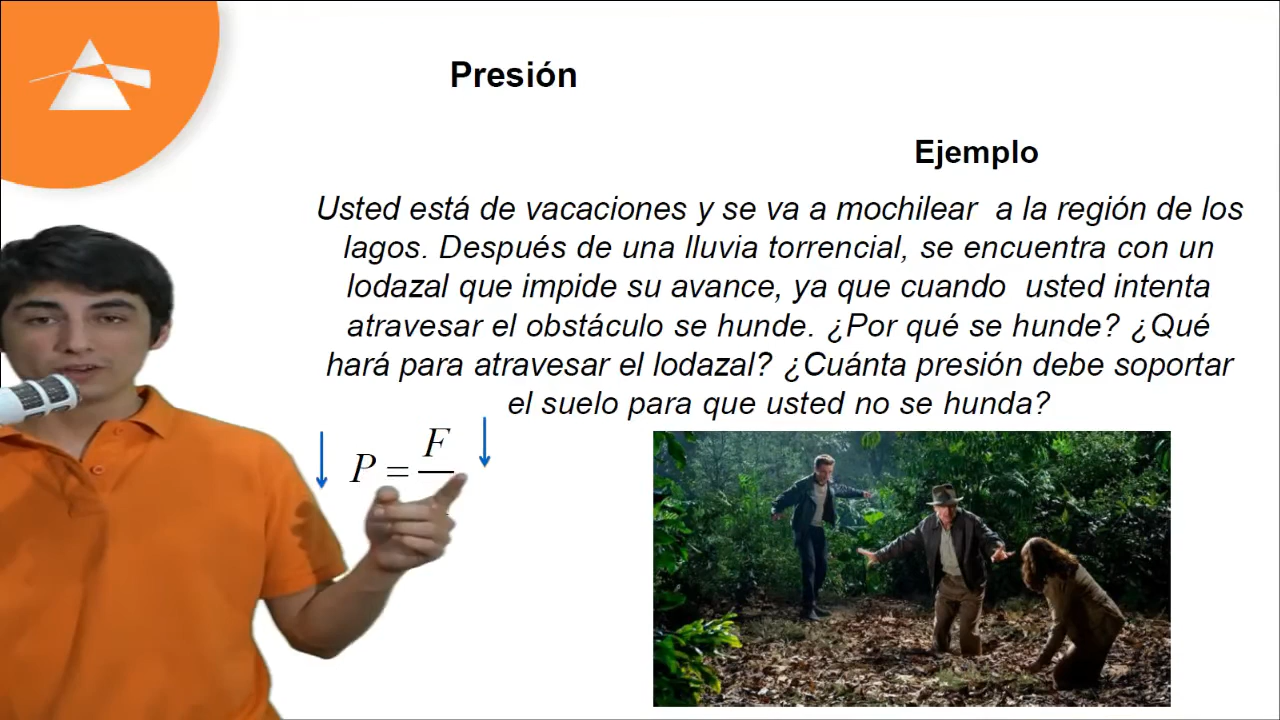 Presión
Ejemplo
Usted está de vacaciones y se va a mochilear a la región de los
lagos. Después de una lluvia torrencial, se encuentra con un
lodazal que impide su avance, ya que cuando usted intenta
atravesar el obstáculo se hunde. ¿Por qué se hunde? ¿Qué
hará para atravesar el lodazal? ¿Cuánta presión debe soportar
el suelo para que usted no se hunda?
P = F